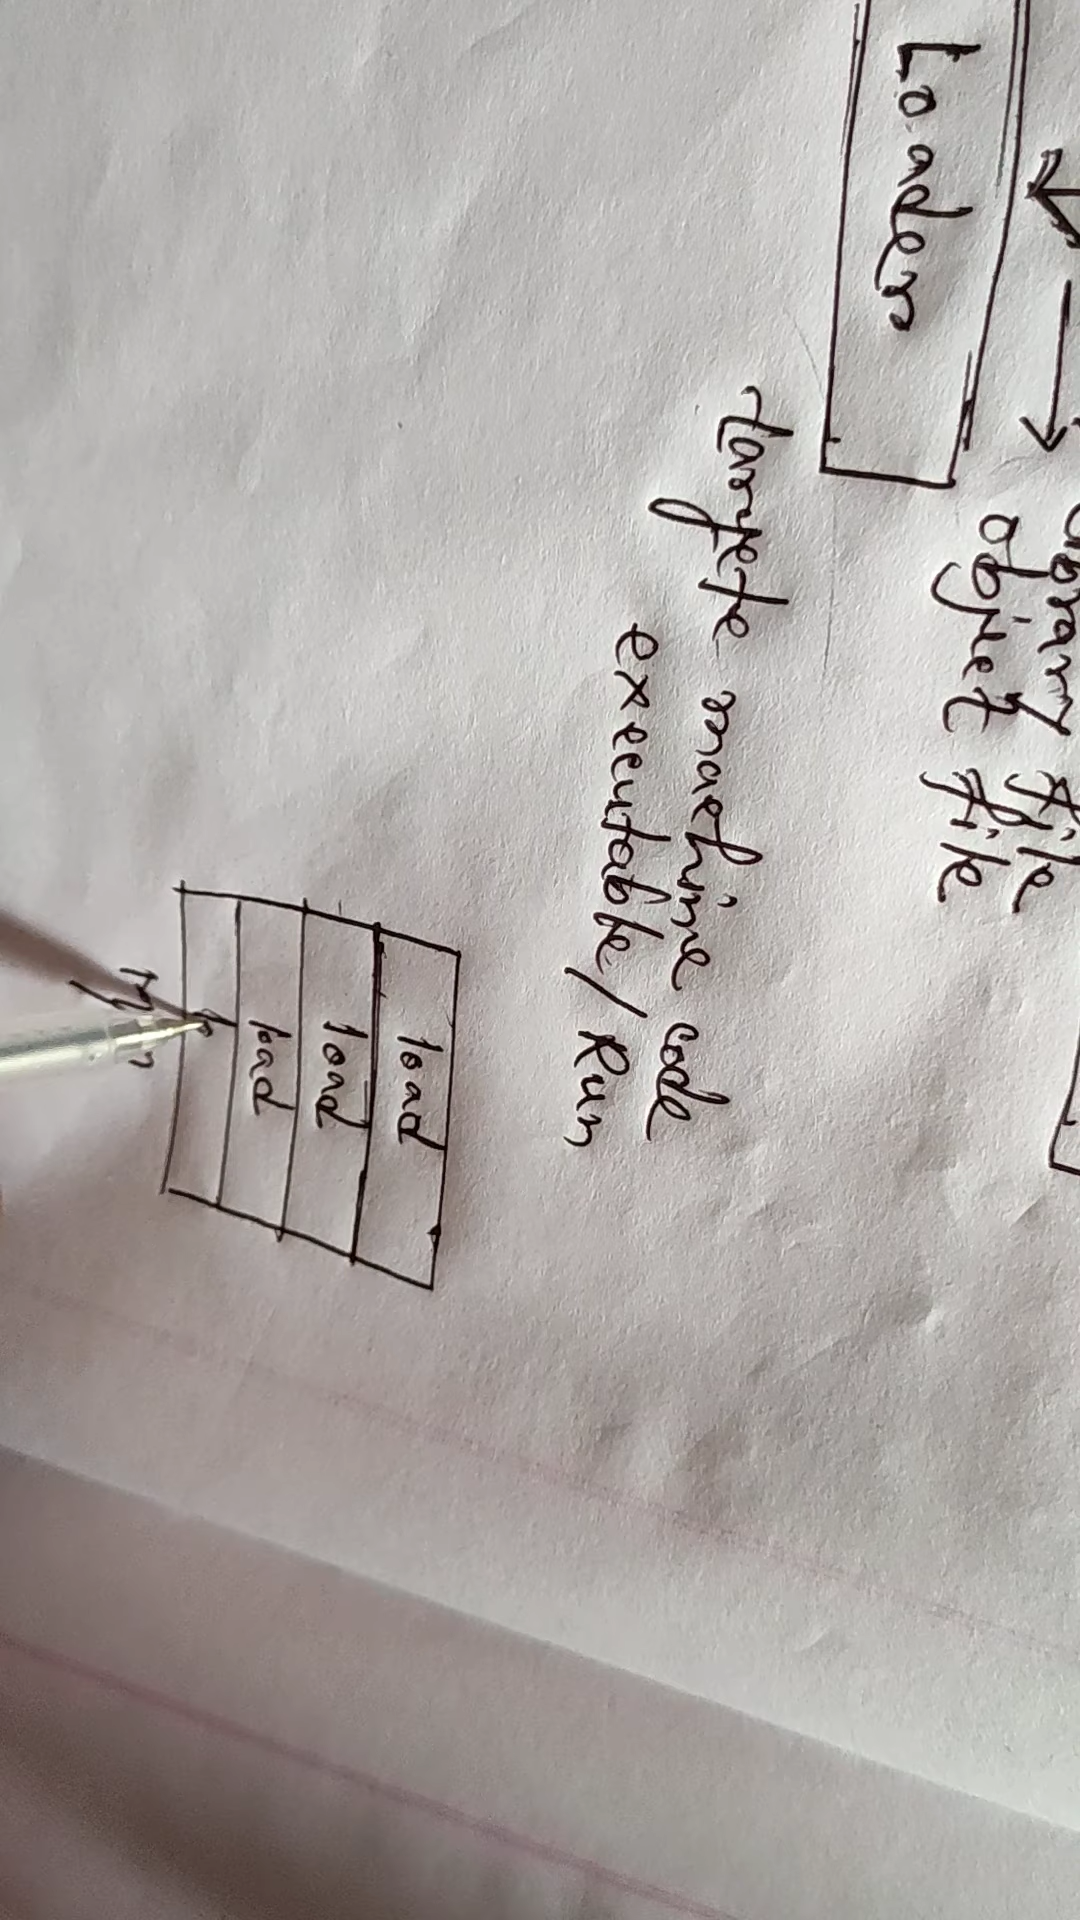 library file
object file
Loader
targete machine code
executable/Run
load
load
load